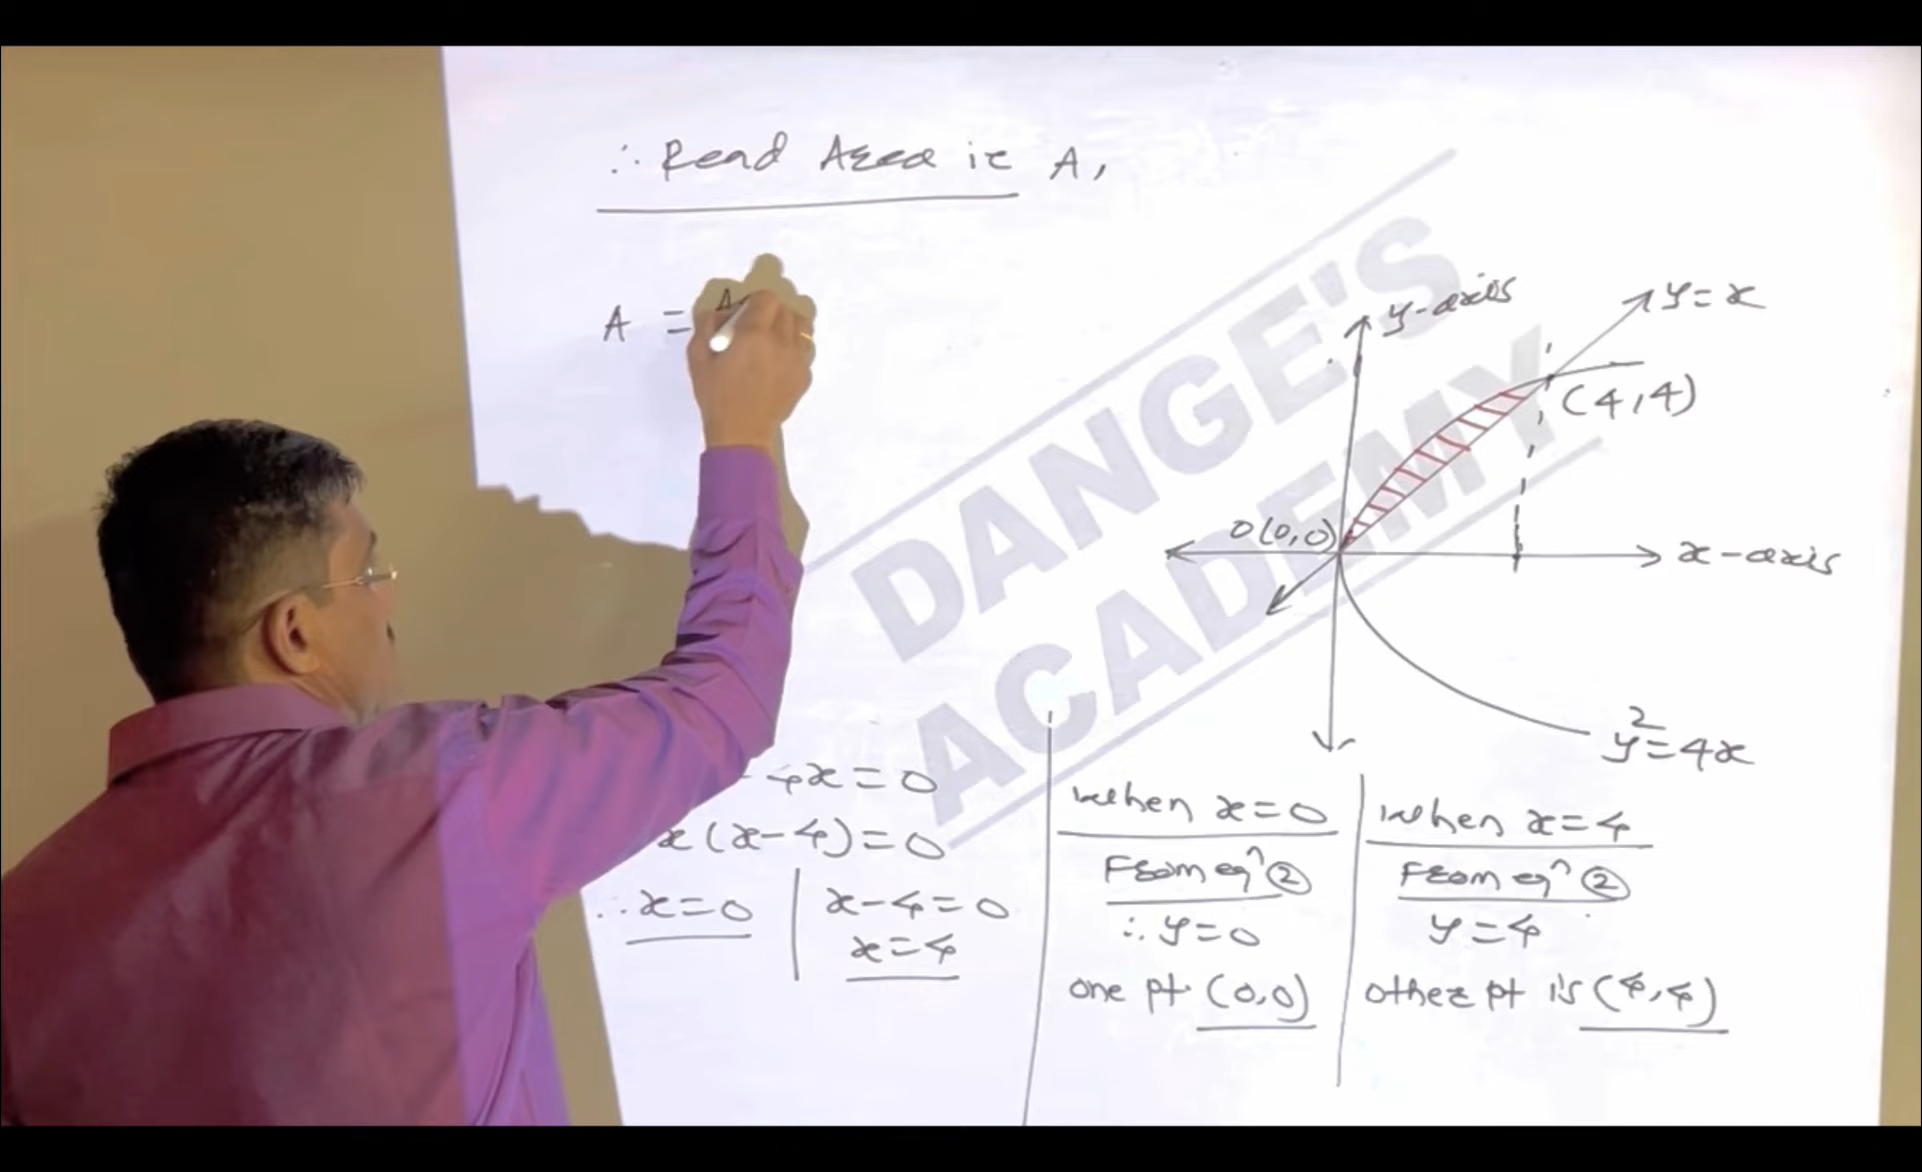 ∴ Read Area is A,
A = A
y-axis
y=x
(4,4)
O(0,0)
x-axis
y²=4x
DANGE'S
ACADEMY
-4x=0
x(x-4)=0
∴x=0
x-4=0
x=4
when x=0
From eqⁿ ②
∴ y=0
one pt (0,0)
when x=4
From eqⁿ ②
y=4
other pt is (4,4)